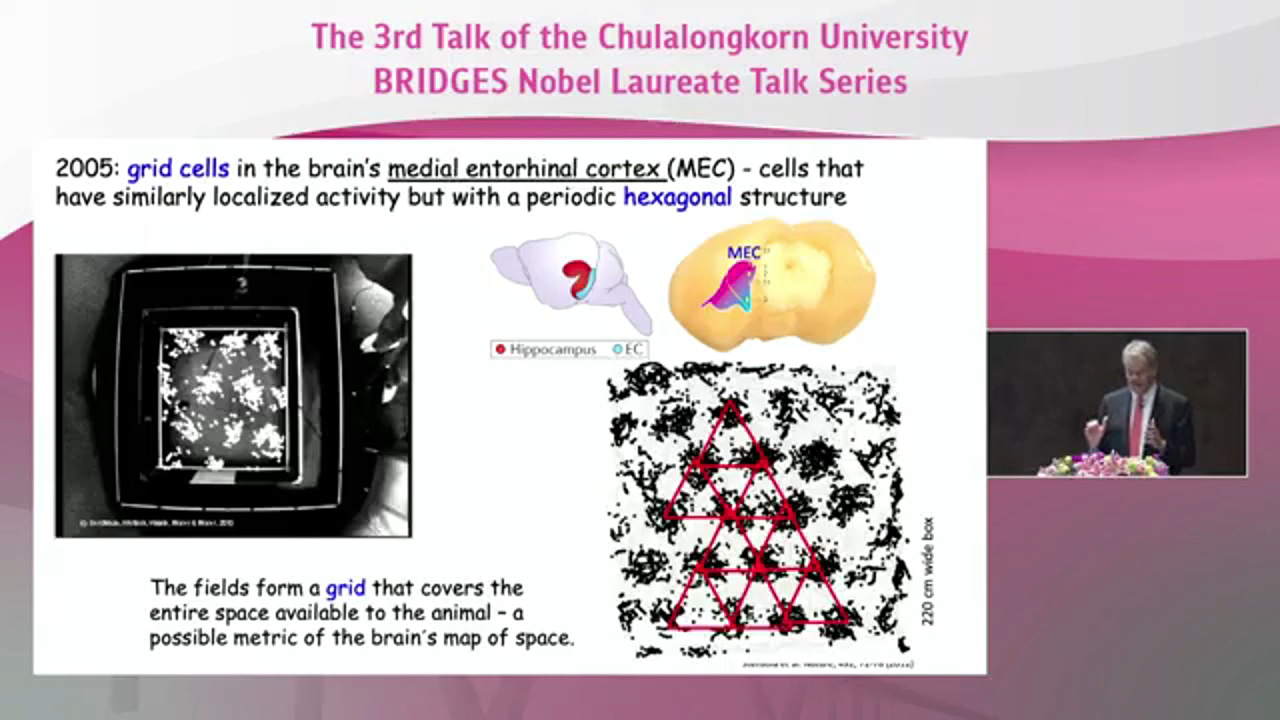 The 3rd Talk of the Chulalongkorn University
BRIDGES Nobel Laureate Talk Series
2005: grid cells in the brain's medial entorhinal cortex (MEC) - cells that
have similarly localized activity but with a periodic hexagonal structure
MEC
Hippocampus EC
220 cm wide box
The fields form a grid that covers the
entire space available to the animal – a
possible metric of the brain's map of space.